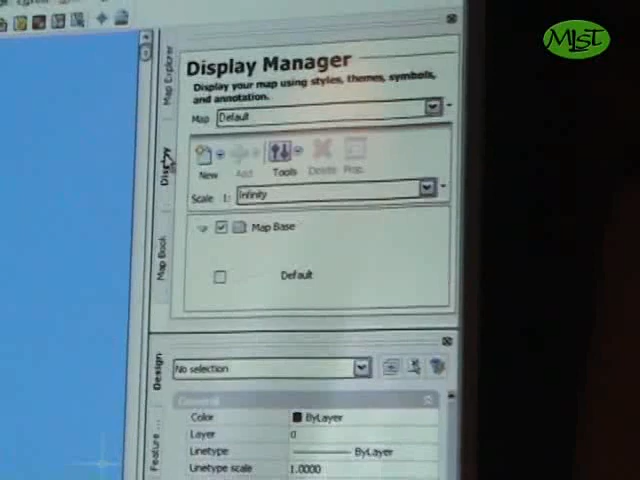 MIST
Map Explorer
Display Manager
Display your map using styles, themes, symbols,
and annotation.
Map Default
Display
New Add Tools Delete Prop.
Scale 1: Infinity
Map Book
Map Base
Default
Design
No selection
General
Color ByLayer
Layer 0
Linetype ByLayer
Linetype scale 1.0000
Feature ...